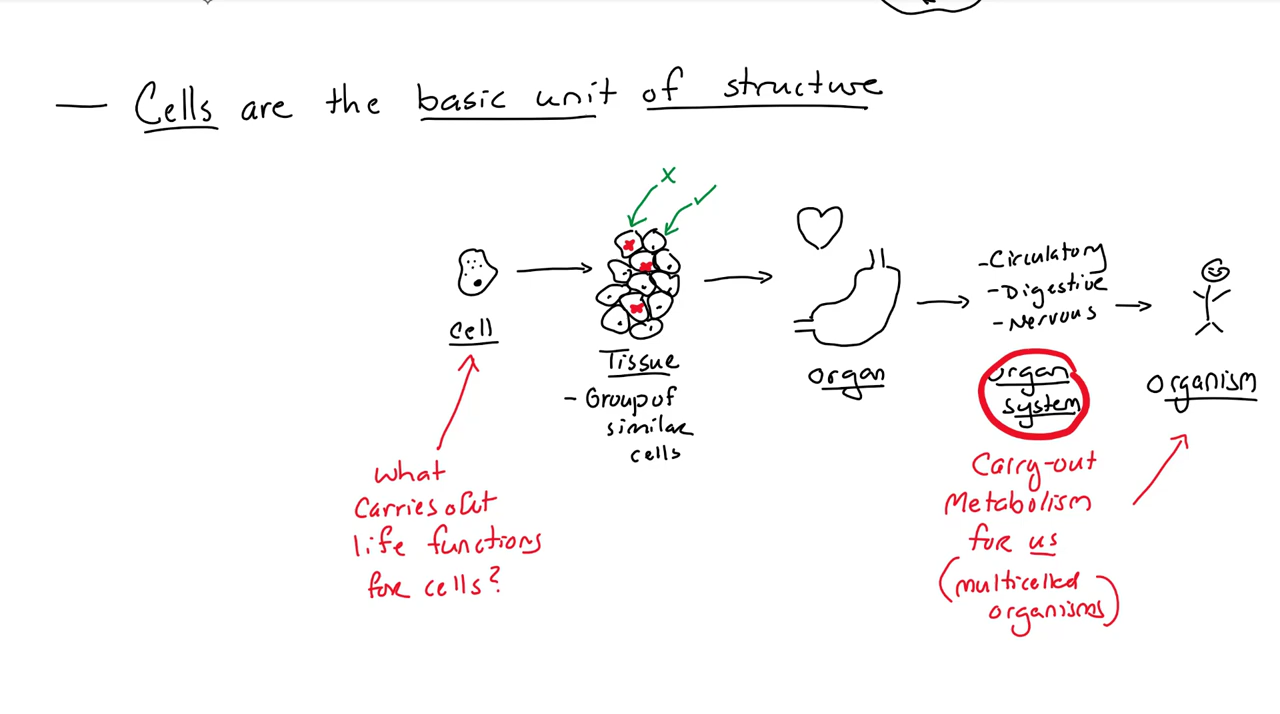 — Cells are the basic unit of structure
x ✓
- Circulatory
- Digestive
- Nervous
cell
Tissue
- Group of
similar
cells
organ
organ
system
organism
what
carries out
life functions
for cells?
Carry-out
Metabolism
for us
(multicelled
organisms)